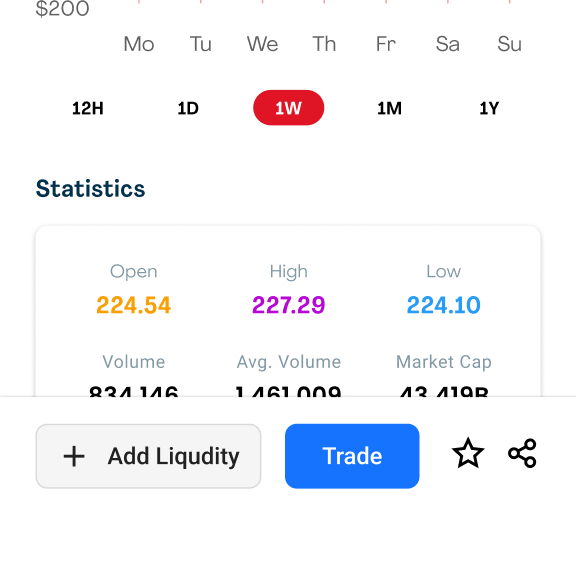 $200
Mo Tu We Th Fr Sa Su
12H 1D 1W 1M 1Y
Statistics
Open High Low
224.54 227.29 224.10
Volume Avg. Volume Market Cap
834,146 1,461,009 43.419B
+ Add Liqudity Trade